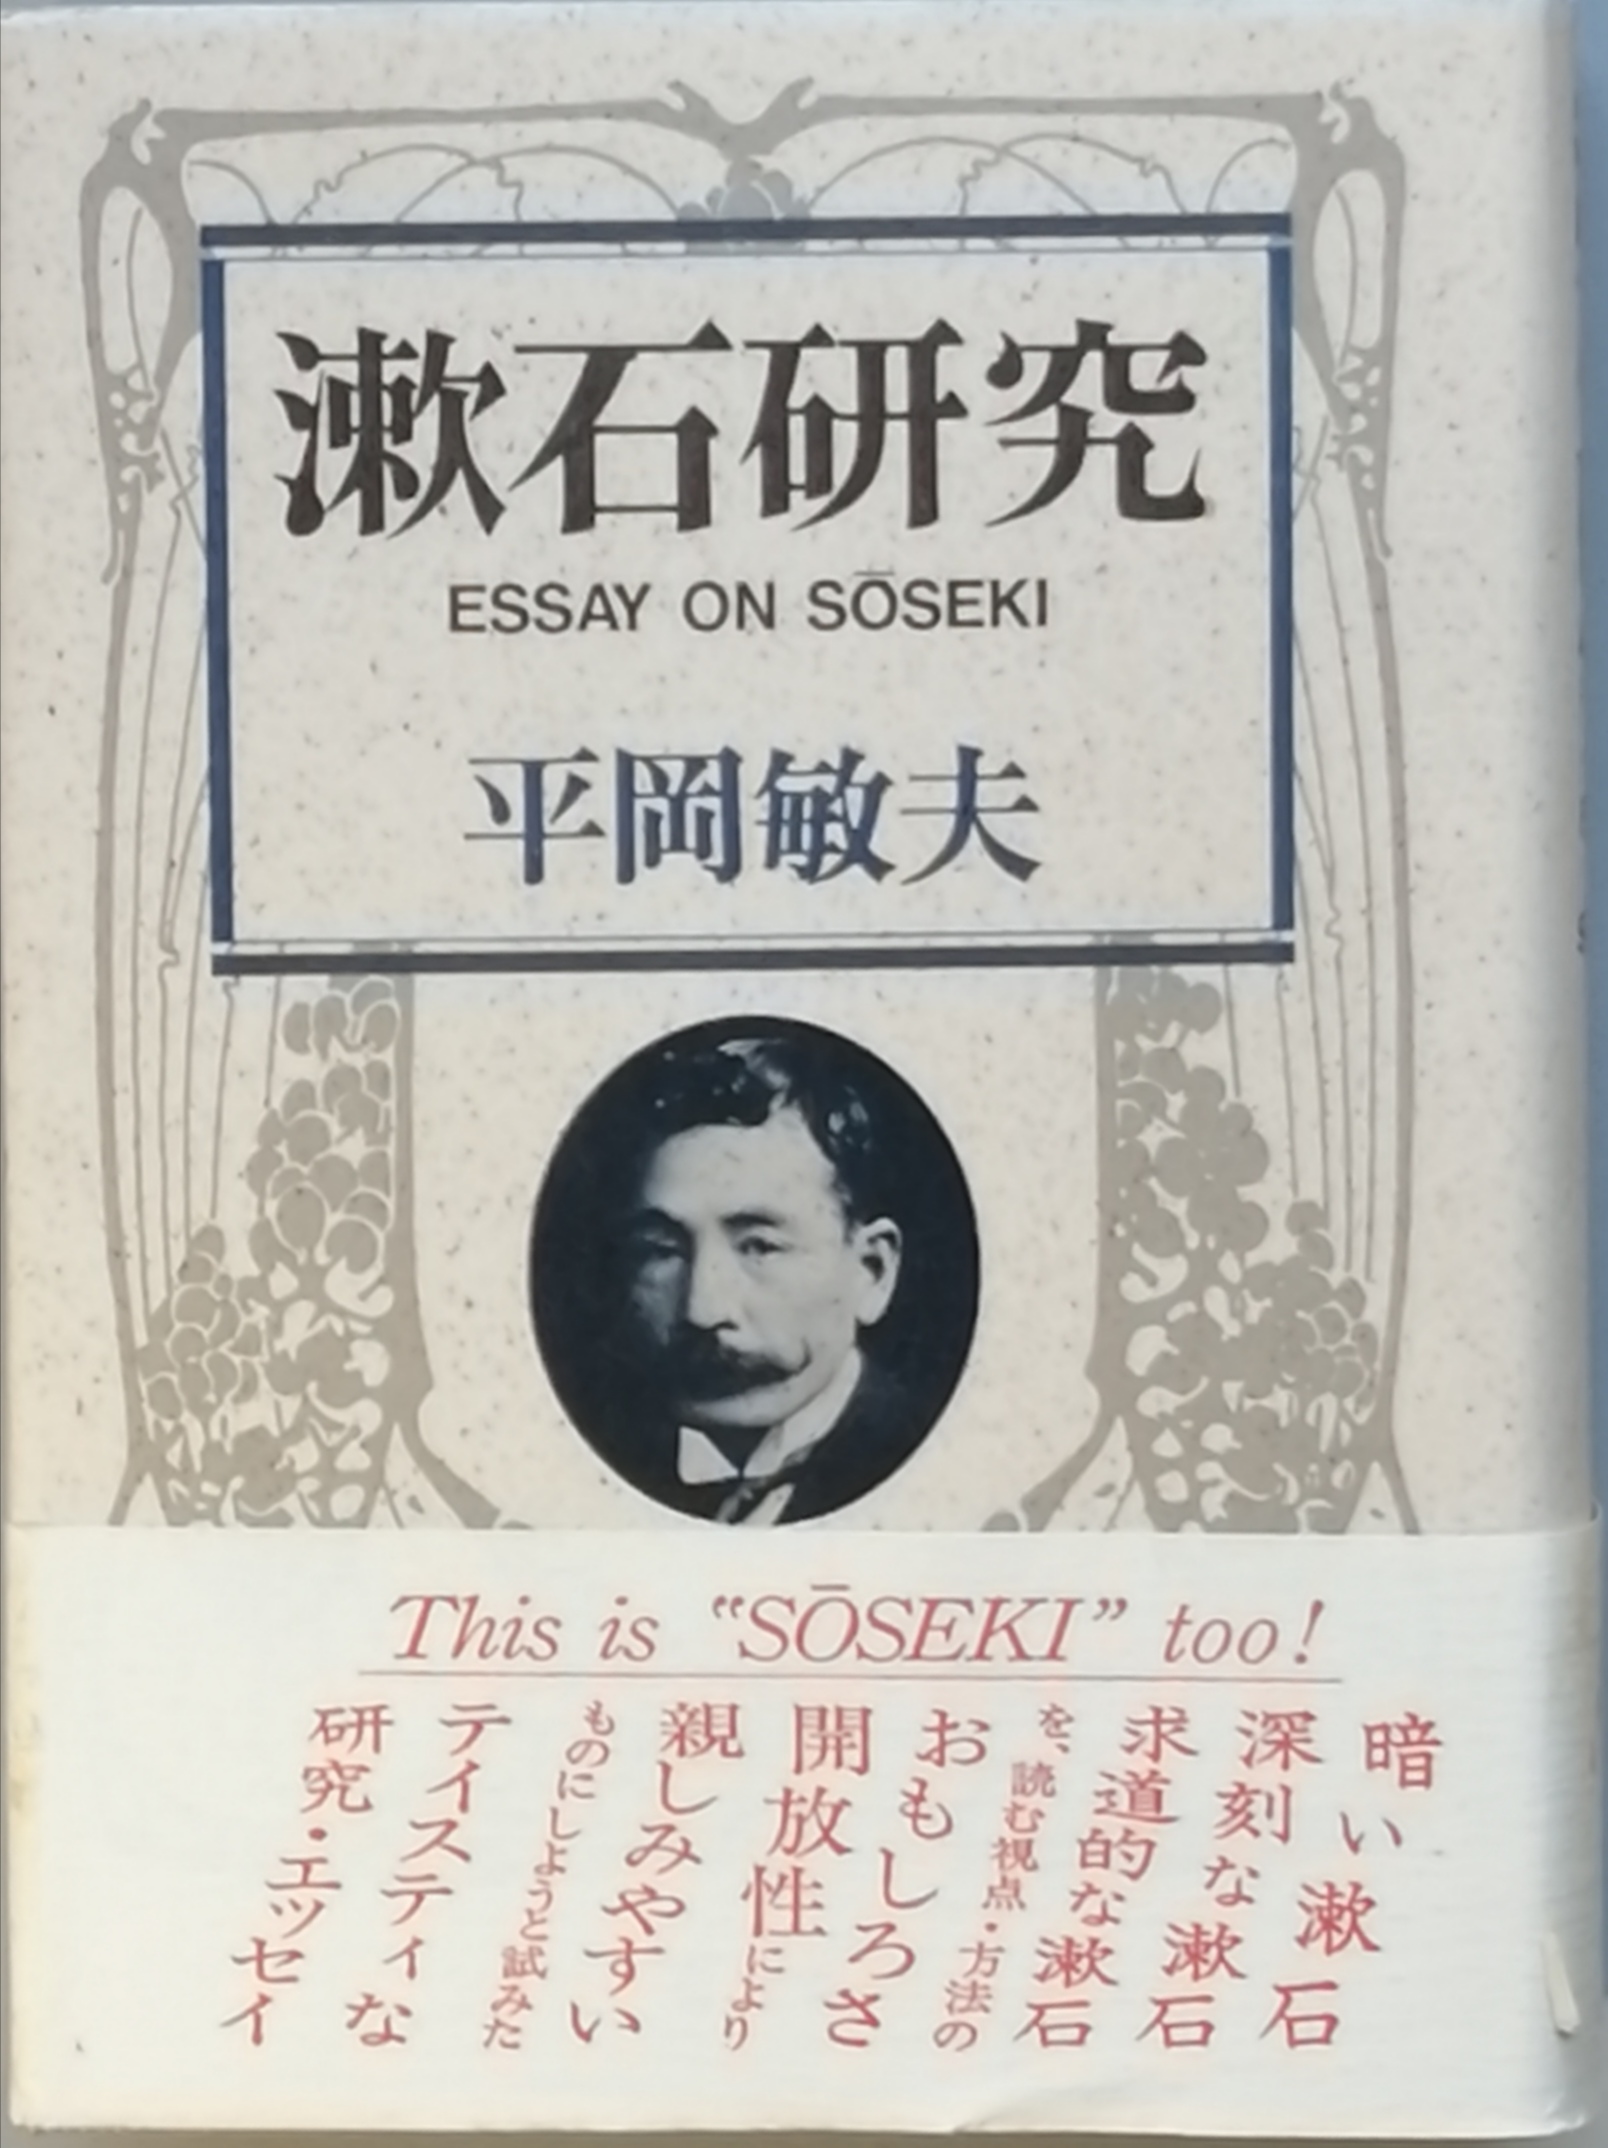 漱石研究
ESSAY ON SŌSEKI
平岡敏夫
This is “SŌSEKI” too!
暗い漱石
深刻な漱石
求道的な漱石
を、読む視点・方法の
おもしろさ
開放性により
親しみやすい
ものにしようと試みた
テイスティな
研究・エッセイ